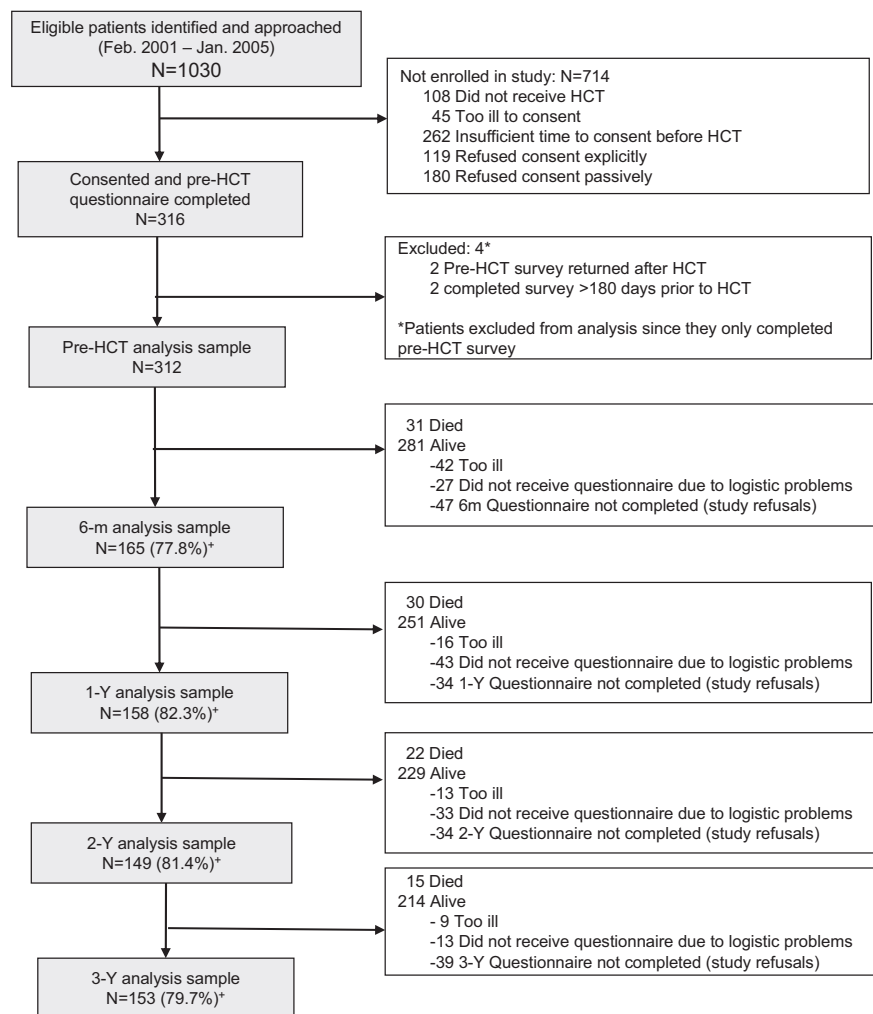 Eligible patients identified and approached
(Feb. 2001 – Jan. 2005)
N=1030
Not enrolled in study: N=714
108 Did not receive HCT
45 Too ill to consent
262 Insufficient time to consent before HCT
119 Refused consent explicitly
180 Refused consent passively
Consented and pre-HCT
questionnaire completed
N=316
Excluded: 4*
2 Pre-HCT survey returned after HCT
2 completed survey >180 days prior to HCT
*Patients excluded from analysis since they only completed
pre-HCT survey
Pre-HCT analysis sample
N=312
31 Died
281 Alive
-42 Too ill
-27 Did not receive questionnaire due to logistic problems
-47 6m Questionnaire not completed (study refusals)
6-m analysis sample
N=165 (77.8%)+
30 Died
251 Alive
-16 Too ill
-43 Did not receive questionnaire due to logistic problems
-34 1-Y Questionnaire not completed (study refusals)
1-Y analysis sample
N=158 (82.3%)+
22 Died
229 Alive
-13 Too ill
-33 Did not receive questionnaire due to logistic problems
-34 2-Y Questionnaire not completed (study refusals)
2-Y analysis sample
N=149 (81.4%)+
15 Died
214 Alive
- 9 Too ill
-13 Did not receive questionnaire due to logistic problems
-39 3-Y Questionnaire not completed (study refusals)
3-Y analysis sample
N=153 (79.7%)+